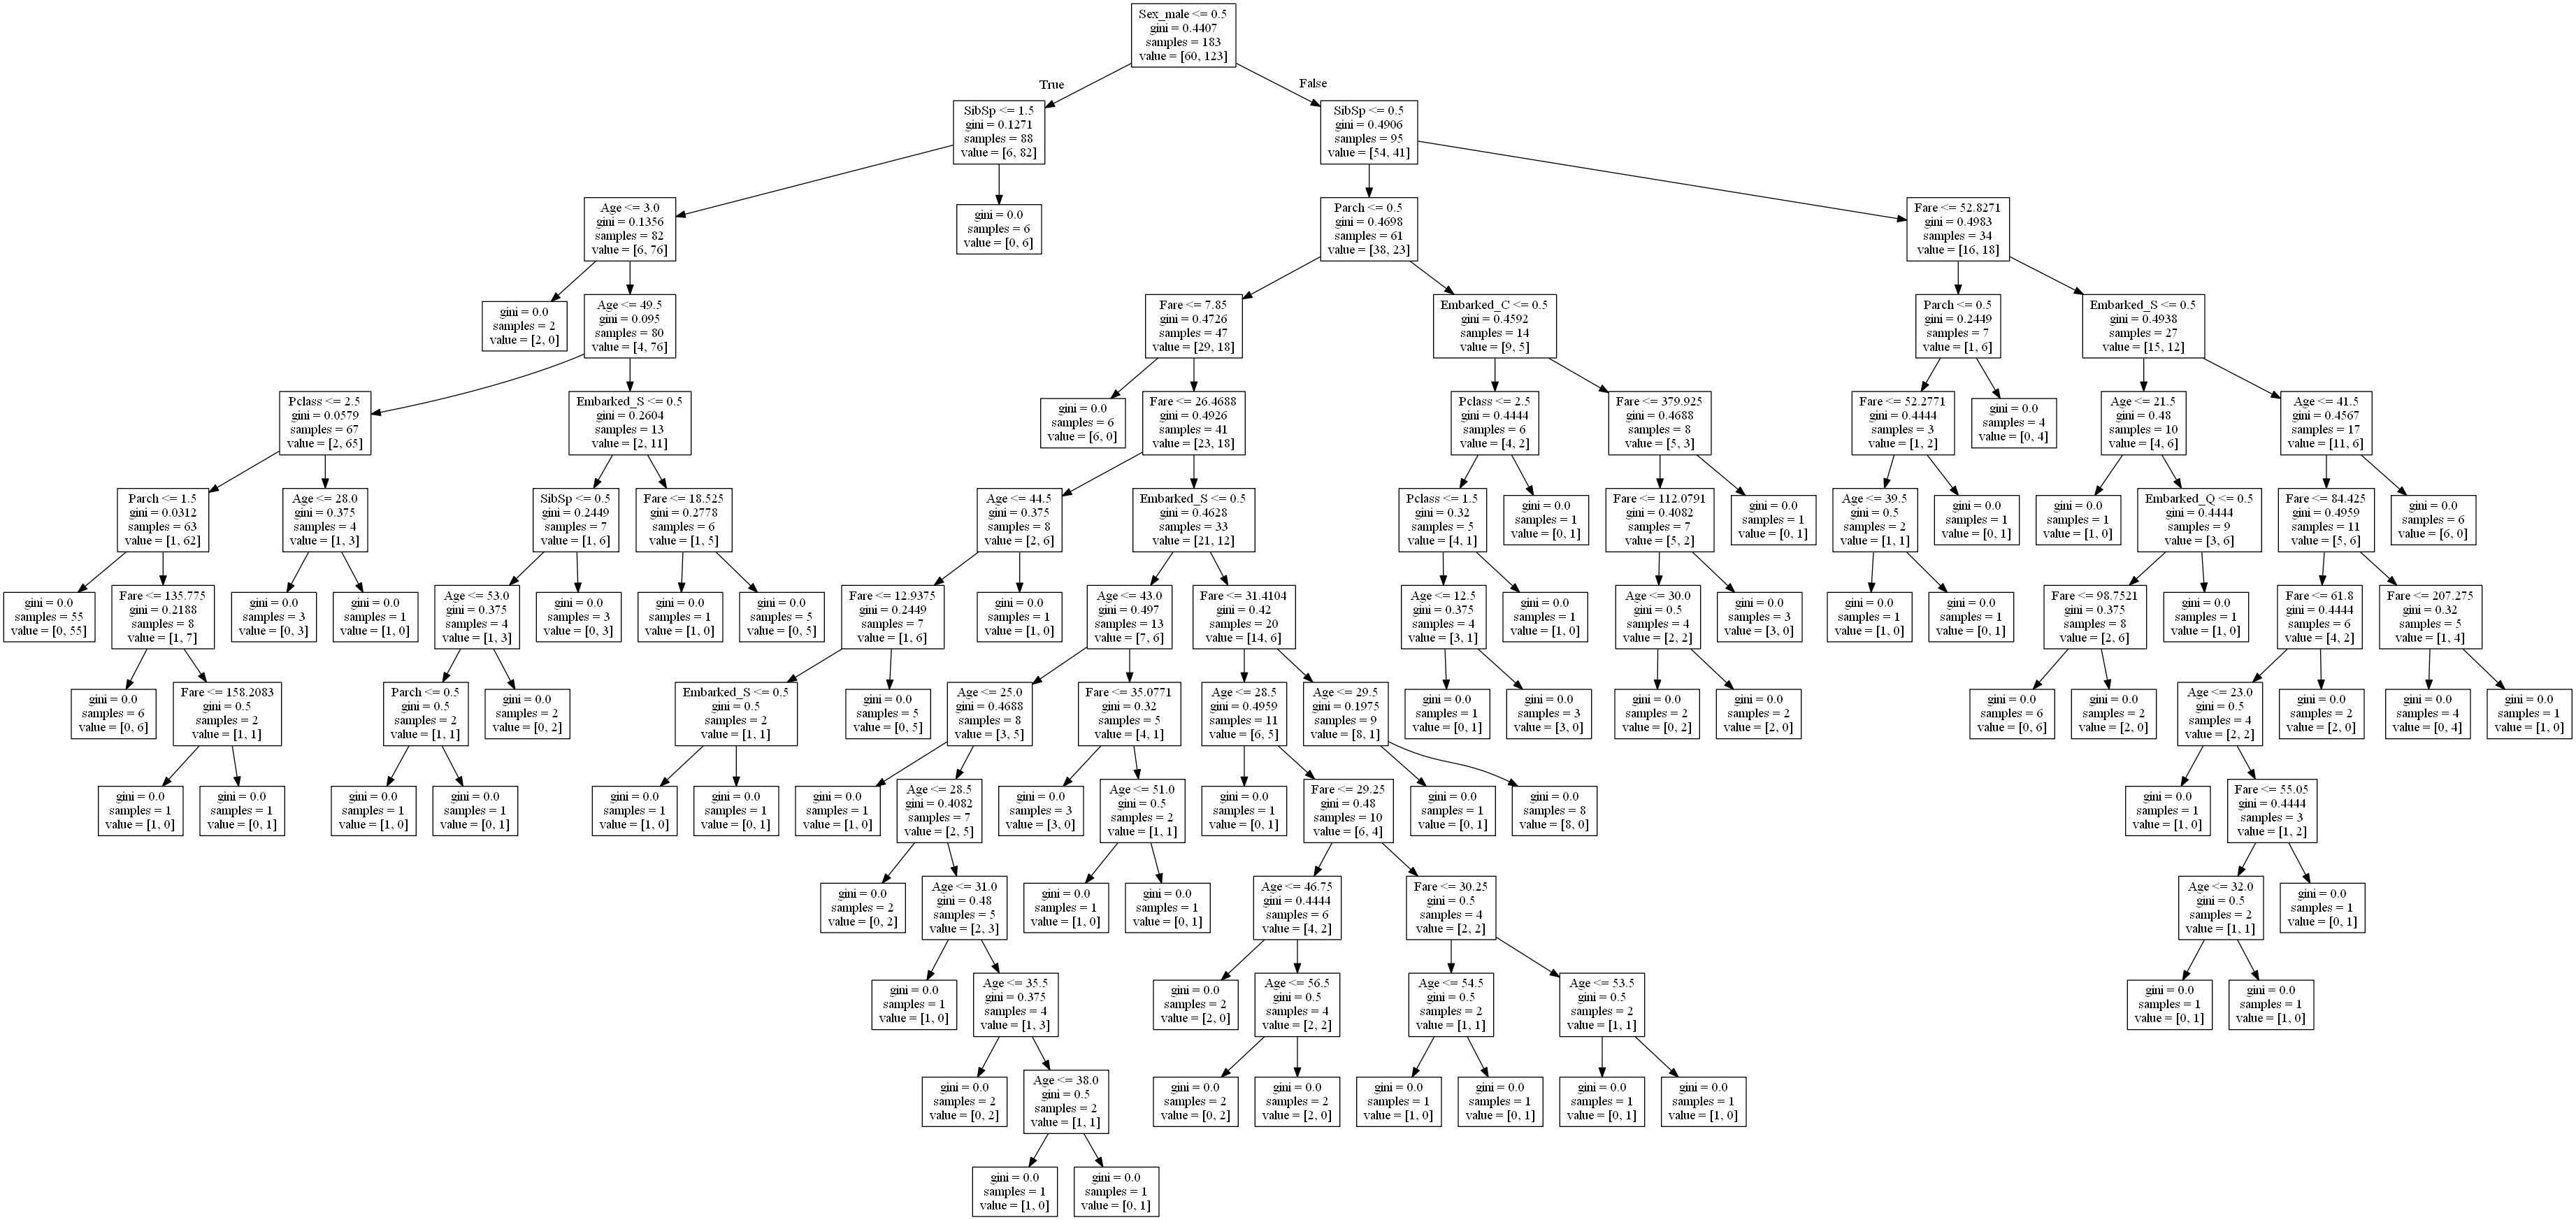 Sex_male <= 0.5
gini = 0.4407
samples = 183
value = [60, 123]
True
False
SibSp <= 1.5
gini = 0.1271
samples = 88
value = [6, 82]
SibSp <= 0.5
gini = 0.4906
samples = 95
value = [54, 41]
Age <= 3.0
gini = 0.1356
samples = 82
value = [6, 76]
gini = 0.0
samples = 6
value = [0, 6]
Parch <= 0.5
gini = 0.4698
samples = 61
value = [38, 23]
Fare <= 52.8271
gini = 0.4983
samples = 34
value = [16, 18]
gini = 0.0
samples = 2
value = [2, 0]
Age <= 49.5
gini = 0.095
samples = 80
value = [4, 76]
Fare <= 7.85
gini = 0.4726
samples = 47
value = [29, 18]
Embarked_C <= 0.5
gini = 0.4592
samples = 14
value = [9, 5]
Parch <= 0.5
gini = 0.2449
samples = 7
value = [1, 6]
Embarked_S <= 0.5
gini = 0.4938
samples = 27
value = [15, 12]
Pclass <= 2.5
gini = 0.0579
samples = 67
value = [2, 65]
Embarked_S <= 0.5
gini = 0.2604
samples = 13
value = [2, 11]
gini = 0.0
samples = 6
value = [6, 0]
Fare <= 26.4688
gini = 0.4926
samples = 41
value = [23, 18]
Pclass <= 2.5
gini = 0.4444
samples = 6
value = [4, 2]
Fare <= 379.925
gini = 0.4688
samples = 8
value = [5, 3]
Fare <= 52.2771
gini = 0.4444
samples = 3
value = [1, 2]
gini = 0.0
samples = 4
value = [0, 4]
Age <= 21.5
gini = 0.48
samples = 10
value = [4, 6]
Age <= 41.5
gini = 0.4567
samples = 17
value = [11, 6]
Parch <= 1.5
gini = 0.0312
samples = 63
value = [1, 62]
Age <= 28.0
gini = 0.375
samples = 4
value = [1, 3]
SibSp <= 0.5
gini = 0.2449
samples = 7
value = [1, 6]
Fare <= 18.525
gini = 0.2778
samples = 6
value = [1, 5]
Age <= 44.5
gini = 0.375
samples = 8
value = [2, 6]
Embarked_S <= 0.5
gini = 0.4628
samples = 33
value = [21, 12]
Pclass <= 1.5
gini = 0.32
samples = 5
value = [4, 1]
gini = 0.0
samples = 1
value = [0, 1]
Fare <= 112.0791
gini = 0.4082
samples = 7
value = [5, 2]
gini = 0.0
samples = 1
value = [0, 1]
Age <= 39.5
gini = 0.5
samples = 2
value = [1, 1]
gini = 0.0
samples = 1
value = [0, 1]
gini = 0.0
samples = 1
value = [1, 0]
Embarked_Q <= 0.5
gini = 0.4444
samples = 9
value = [3, 6]
Fare <= 84.425
gini = 0.4959
samples = 11
value = [5, 6]
gini = 0.0
samples = 6
value = [6, 0]
gini = 0.0
samples = 55
value = [0, 55]
Fare <= 135.775
gini = 0.2188
samples = 8
value = [1, 7]
gini = 0.0
samples = 3
value = [0, 3]
gini = 0.0
samples = 1
value = [1, 0]
Age <= 53.0
gini = 0.375
samples = 4
value = [1, 3]
gini = 0.0
samples = 3
value = [0, 3]
gini = 0.0
samples = 1
value = [1, 0]
gini = 0.0
samples = 5
value = [0, 5]
Fare <= 12.9375
gini = 0.2449
samples = 7
value = [1, 6]
gini = 0.0
samples = 1
value = [1, 0]
Age <= 43.0
gini = 0.497
samples = 13
value = [7, 6]
Fare <= 31.4104
gini = 0.42
samples = 20
value = [14, 6]
Age <= 12.5
gini = 0.375
samples = 4
value = [3, 1]
gini = 0.0
samples = 1
value = [1, 0]
Age <= 30.0
gini = 0.5
samples = 4
value = [2, 2]
gini = 0.0
samples = 3
value = [3, 0]
gini = 0.0
samples = 1
value = [1, 0]
gini = 0.0
samples = 1
value = [0, 1]
Fare <= 98.7521
gini = 0.375
samples = 8
value = [2, 6]
gini = 0.0
samples = 1
value = [1, 0]
Fare <= 61.8
gini = 0.4444
samples = 6
value = [4, 2]
Fare <= 207.275
gini = 0.32
samples = 5
value = [1, 4]
gini = 0.0
samples = 6
value = [0, 6]
Fare <= 158.2083
gini = 0.5
samples = 2
value = [1, 1]
Parch <= 0.5
gini = 0.5
samples = 2
value = [1, 1]
gini = 0.0
samples = 2
value = [0, 2]
Embarked_S <= 0.5
gini = 0.5
samples = 2
value = [1, 1]
gini = 0.0
samples = 5
value = [0, 5]
Age <= 25.0
gini = 0.4688
samples = 8
value = [3, 5]
Fare <= 35.0771
gini = 0.32
samples = 5
value = [4, 1]
Age <= 28.5
gini = 0.4959
samples = 11
value = [6, 5]
Age <= 29.5
gini = 0.1975
samples = 9
value = [8, 1]
gini = 0.0
samples = 1
value = [0, 1]
gini = 0.0
samples = 3
value = [3, 0]
gini = 0.0
samples = 2
value = [0, 2]
gini = 0.0
samples = 2
value = [2, 0]
gini = 0.0
samples = 6
value = [0, 6]
gini = 0.0
samples = 2
value = [2, 0]
Age <= 23.0
gini = 0.5
samples = 4
value = [2, 2]
gini = 0.0
samples = 2
value = [2, 0]
gini = 0.0
samples = 4
value = [0, 4]
gini = 0.0
samples = 1
value = [1, 0]
gini = 0.0
samples = 1
value = [1, 0]
gini = 0.0
samples = 1
value = [0, 1]
gini = 0.0
samples = 1
value = [1, 0]
gini = 0.0
samples = 1
value = [0, 1]
gini = 0.0
samples = 1
value = [1, 0]
gini = 0.0
samples = 1
value = [0, 1]
gini = 0.0
samples = 1
value = [1, 0]
Age <= 28.5
gini = 0.4082
samples = 7
value = [2, 5]
gini = 0.0
samples = 3
value = [3, 0]
Age <= 51.0
gini = 0.5
samples = 2
value = [1, 1]
gini = 0.0
samples = 1
value = [0, 1]
Fare <= 29.25
gini = 0.48
samples = 10
value = [6, 4]
gini = 0.0
samples = 1
value = [0, 1]
gini = 0.0
samples = 8
value = [8, 0]
gini = 0.0
samples = 1
value = [1, 0]
Fare <= 55.05
gini = 0.4444
samples = 3
value = [1, 2]
gini = 0.0
samples = 2
value = [0, 2]
Age <= 31.0
gini = 0.48
samples = 5
value = [2, 3]
gini = 0.0
samples = 1
value = [1, 0]
gini = 0.0
samples = 1
value = [0, 1]
Age <= 46.75
gini = 0.4444
samples = 6
value = [4, 2]
Fare <= 30.25
gini = 0.5
samples = 4
value = [2, 2]
Age <= 32.0
gini = 0.5
samples = 2
value = [1, 1]
gini = 0.0
samples = 1
value = [0, 1]
gini = 0.0
samples = 1
value = [1, 0]
Age <= 35.5
gini = 0.375
samples = 4
value = [1, 3]
gini = 0.0
samples = 2
value = [2, 0]
Age <= 56.5
gini = 0.5
samples = 4
value = [2, 2]
Age <= 54.5
gini = 0.5
samples = 2
value = [1, 1]
Age <= 53.5
gini = 0.5
samples = 2
value = [1, 1]
gini = 0.0
samples = 1
value = [0, 1]
gini = 0.0
samples = 1
value = [1, 0]
gini = 0.0
samples = 2
value = [0, 2]
Age <= 38.0
gini = 0.5
samples = 2
value = [1, 1]
gini = 0.0
samples = 2
value = [0, 2]
gini = 0.0
samples = 2
value = [2, 0]
gini = 0.0
samples = 1
value = [1, 0]
gini = 0.0
samples = 1
value = [0, 1]
gini = 0.0
samples = 1
value = [0, 1]
gini = 0.0
samples = 1
value = [1, 0]
gini = 0.0
samples = 1
value = [1, 0]
gini = 0.0
samples = 1
value = [0, 1]